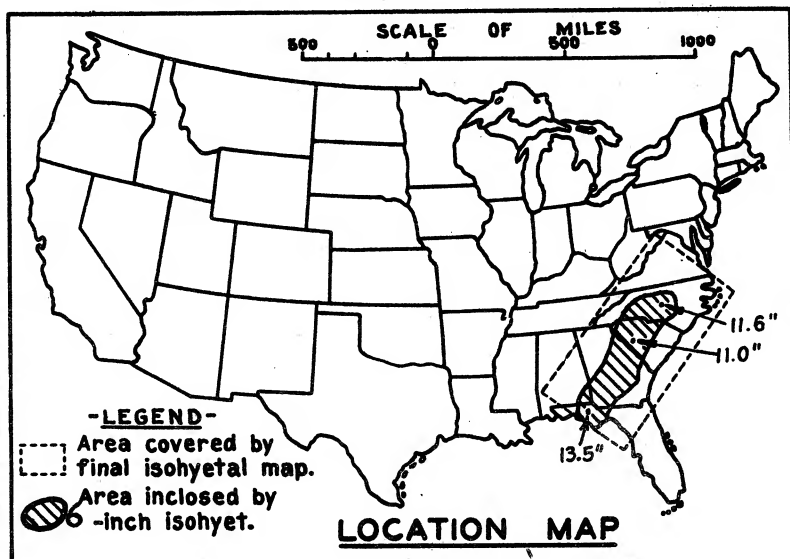 SCALE OF MILES
500 0 500 1000
11.6"
11.0"
13.5"
-LEGEND-
Area covered by
final isohyetal map.
Area inclosed by
-inch isohyet.
LOCATION MAP